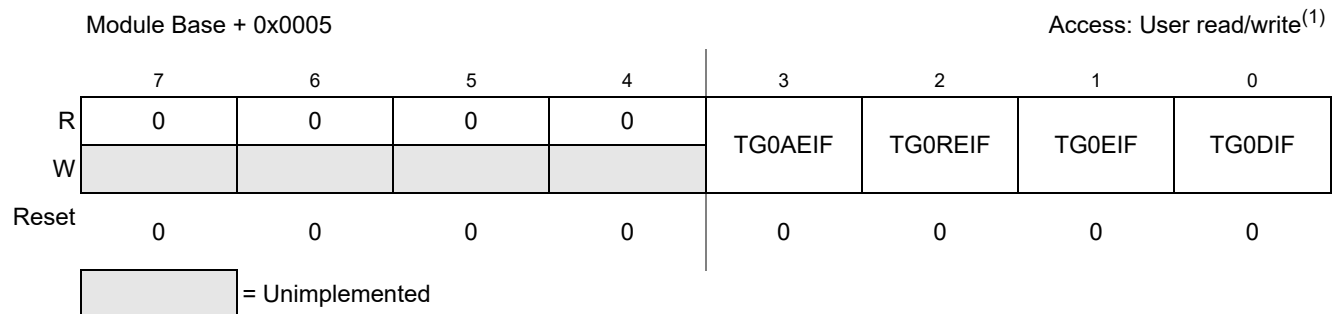 Module Base + 0x0005 Access: User read/write(1)
7 6 5 4 3 2 1 0
R 0 0 0 0 TG0AEIF TG0REIF TG0EIF TG0DIF
W
Reset 0 0 0 0 0 0 0 0
= Unimplemented